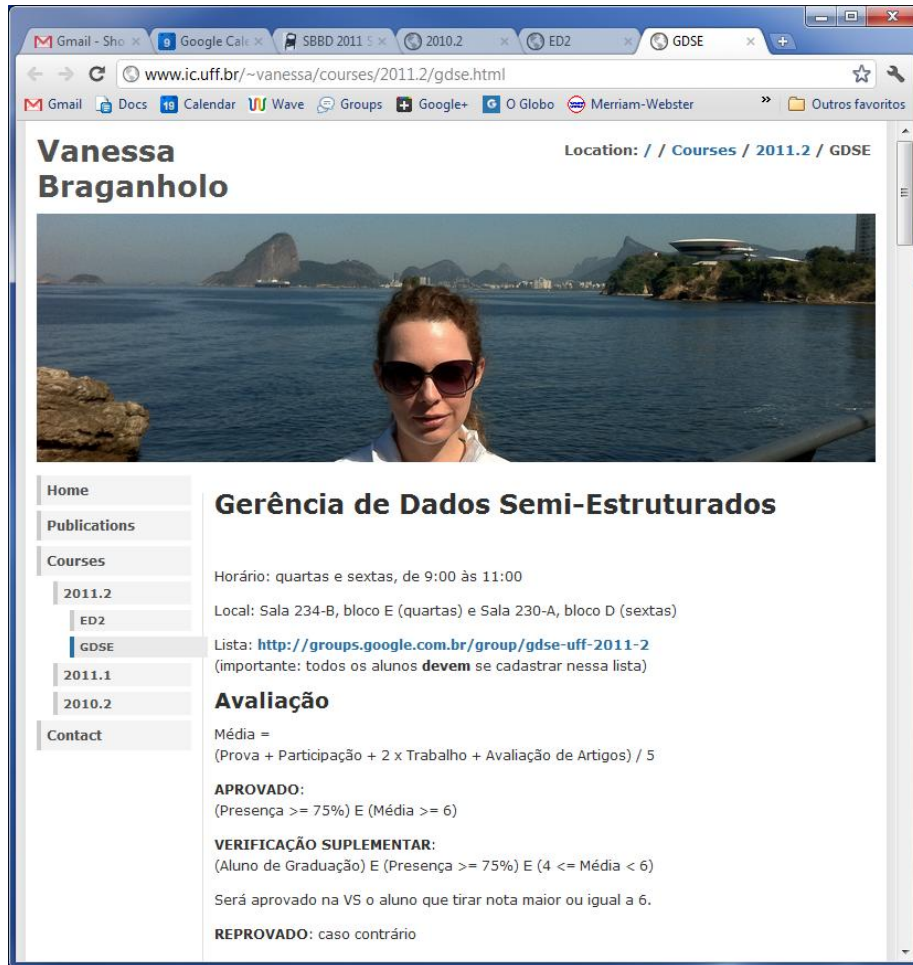 Gmail - Sho
Google Cale
SBBD 2011 S
2010.2
ED2
GDSE
www.ic.uff.br/~vanessa/courses/2011.2/gdse.html
Gmail
Docs
Calendar
Wave
Groups
Google+
O Globo
Merriam-Webster
»
Outros favoritos
Vanessa
Braganholo
Location: / / Courses / 2011.2 / GDSE
Home
Publications
Courses
2011.2
ED2
GDSE
2011.1
2010.2
Contact
Gerência de Dados Semi-Estruturados
Horário: quartas e sextas, de 9:00 às 11:00
Local: Sala 234-B, bloco E (quartas) e Sala 230-A, bloco D (sextas)
Lista: http://groups.google.com.br/group/gdse-uff-2011-2
(importante: todos os alunos devem se cadastrar nessa lista)
Avaliação
Média =
(Prova + Participação + 2 x Trabalho + Avaliação de Artigos) / 5
APROVADO:
(Presença >= 75%) E (Média >= 6)
VERIFICAÇÃO SUPLEMENTAR:
(Aluno de Graduação) E (Presença >= 75%) E (4 <= Média < 6)
Será aprovado na VS o aluno que tirar nota maior ou igual a 6.
REPROVADO: caso contrário